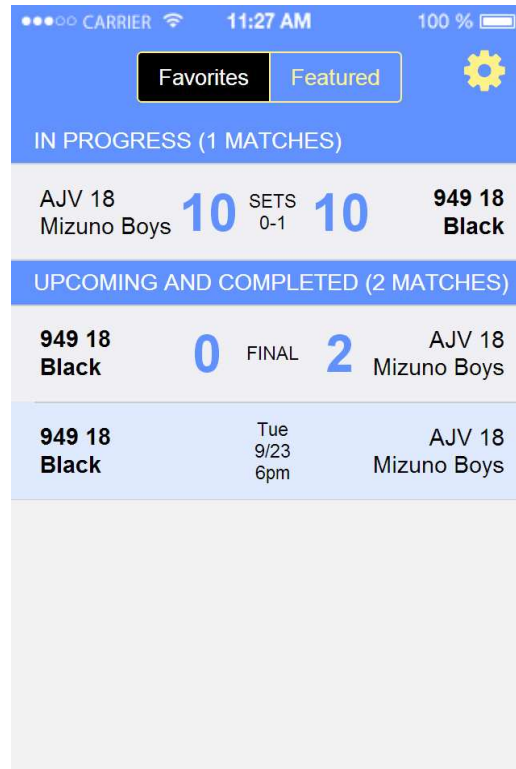 CARRIER 11:27 AM 100 %
Favorites Featured
IN PROGRESS (1 MATCHES)
AJV 18 10 SETS 10 949 18
Mizuno Boys 0-1 Black
UPCOMING AND COMPLETED (2 MATCHES)
949 18 0 FINAL 2 AJV 18
Black Mizuno Boys
949 18 Tue AJV 18
Black 9/23 Mizuno Boys
6pm